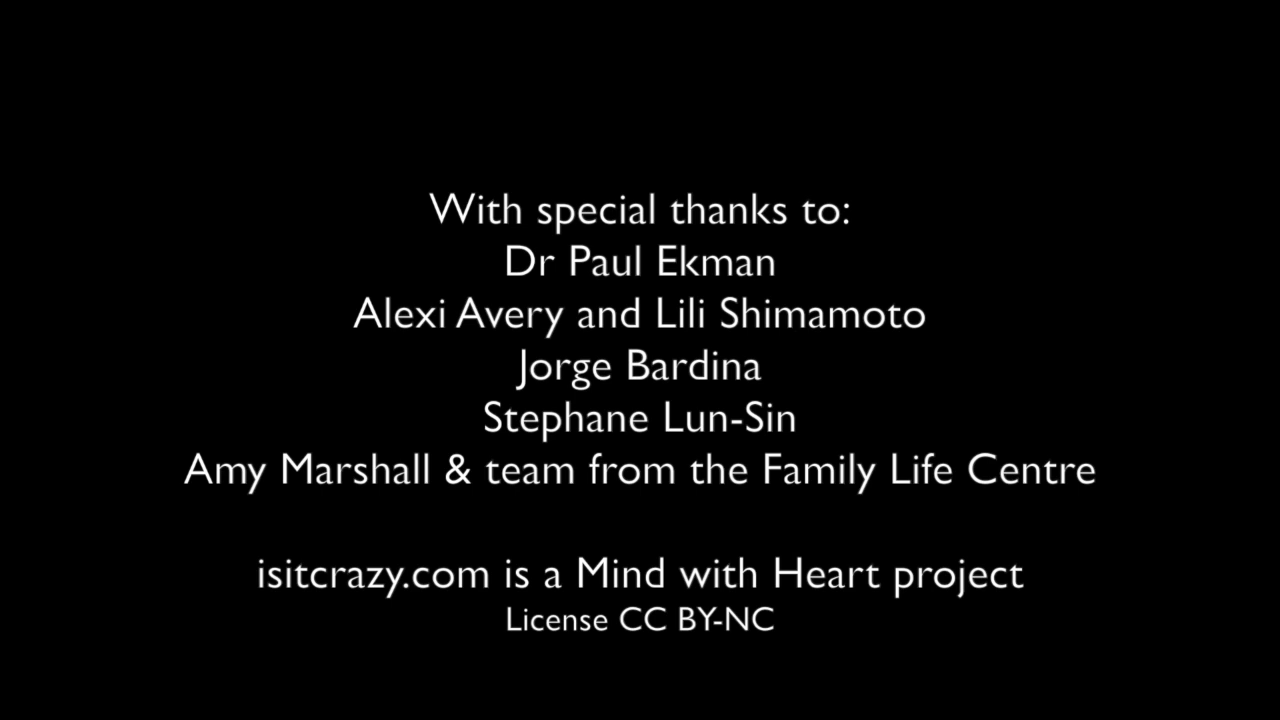 With special thanks to:
Dr Paul Ekman
Alexi Avery and Lili Shimamoto
Jorge Bardina
Stephane Lun-Sin
Amy Marshall & team from the Family Life Centre
isitcrazy.com is a Mind with Heart project
License CC BY-NC